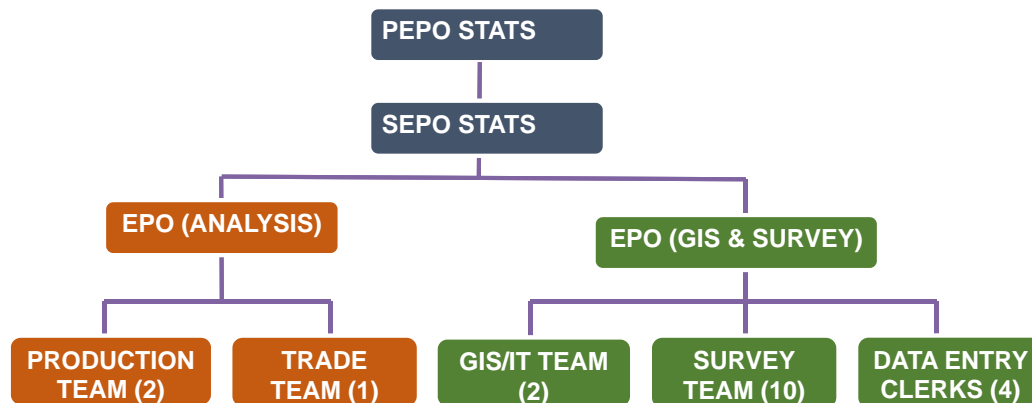 PEPO STATS
SEPO STATS
EPO (ANALYSIS)
EPO (GIS & SURVEY)
PRODUCTION
TEAM (2)
TRADE
TEAM (1)
GIS/IT TEAM
(2)
SURVEY
TEAM (10)
DATA ENTRY
CLERKS (4)